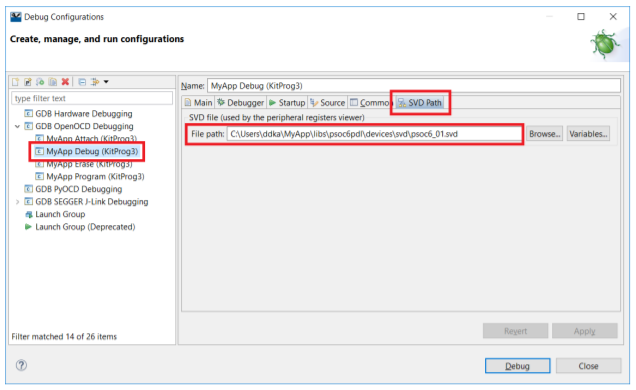 Debug Configurations
Create, manage, and run configurations
type filter text
GDB Hardware Debugging
GDB OpenOCD Debugging
MyApp Attach (KitProg3)
MyApp Debug (KitProg3)
MyApp Erase (KitProg3)
MyApp Program (KitProg3)
GDB PyOCD Debugging
GDB SEGGER J-Link Debugging
Launch Group
Launch Group (Deprecated)
Filter matched 14 of 26 items
Name: MyApp Debug (KitProg3)
Main Debugger Startup Source Common SVD Path
SVD file (used by the peripheral registers viewer)
File path: C:\Users\ddka\MyApp\libs\psoc6pdl\devices\svd\psoc6_01.svd Browse... Variables...
Revert Apply
Debug Close